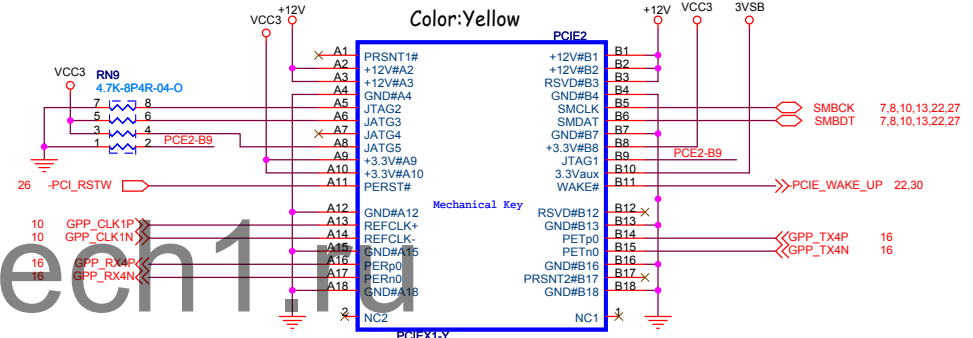 Color:Yellow
+12V
VCC3
+12V
VCC3
3VSB
PCIE2
VCC3
RN9
4.7K-8P4R-04-O
7 8
5 6
3 4
1 2
PCE2-B9
A1 PRSNT1# +12V#B1 B1
A2 +12V#A2 +12V#B2 B2
A3 +12V#A3 RSVD#B3 B3
A4 GND#A4 GND#B4 B4
A5 JTAG2 SMCLK B5 SMBCK 7,8,10,13,22,27
A6 JATG3 SMDAT B6 SMBDT 7,8,10,13,22,27
A7 JATG4 GND#B7 B7
A8 JATG5 +3.3V#B8 B8
A9 +3.3V#A9 JTAG1 B9 PCE2-B9
A10 +3.3V#A10 3.3Vaux B10
26 -PCI_RSTW A11 PERST# WAKE# B11 -PCIE_WAKE_UP 22,30
Mechanical Key
A12 GND#A12 RSVD#B12 B12
10 GPP_CLK1P A13 REFCLK+ GND#B13 B13
10 GPP_CLK1N A14 REFCLK- PETp0 B14 GPP_TX4P 16
A15 GND#A15 PETn0 B15 GPP_TX4N 16
16 GPP_RX4P A16 PERp0 GND#B16 B16
16 GPP_RX4N A17 PERn0 PRSNT2#B17 B17
A18 GND#A18 GND#B18 B18
2 NC2 NC1 1
PCIEX1-Y
ech1.ru